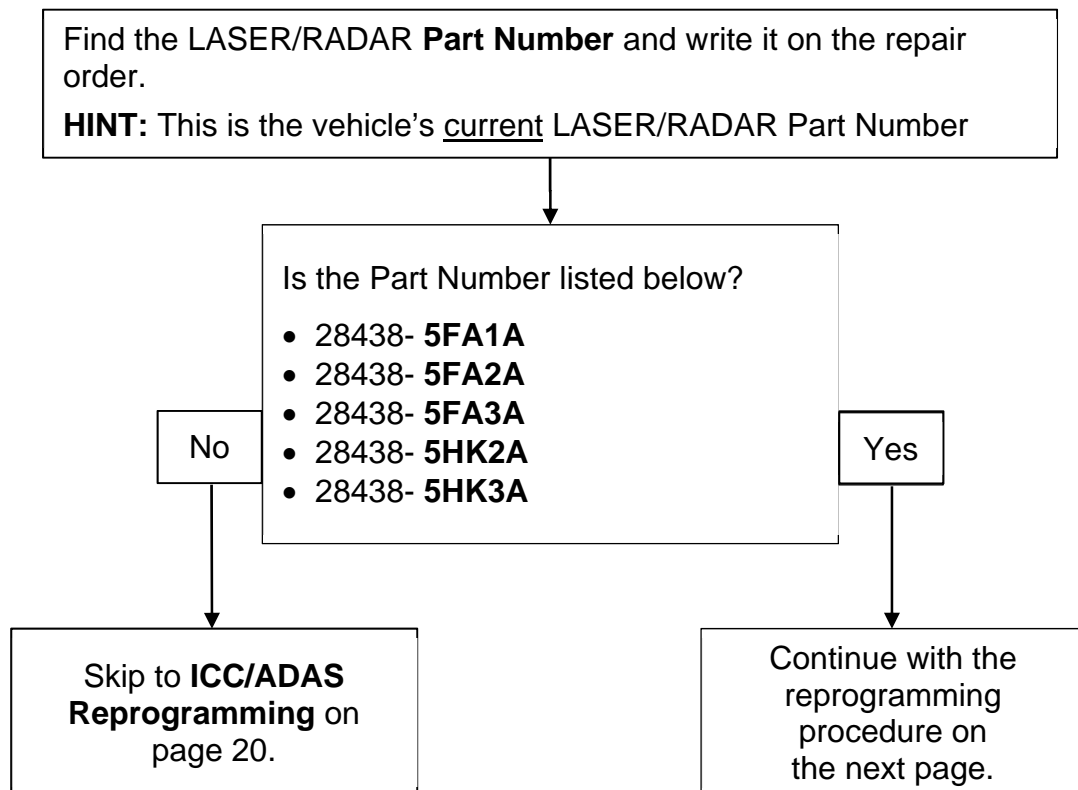 Find the LASER/RADAR Part Number and write it on the repair
order.
HINT: This is the vehicle's current LASER/RADAR Part Number
Is the Part Number listed below?
• 28438- 5FA1A
• 28438- 5FA2A
• 28438- 5FA3A
• 28438- 5HK2A
• 28438- 5HK3A
No
Yes
Skip to ICC/ADAS
Reprogramming on
page 20.
Continue with the
reprogramming
procedure on
the next page.